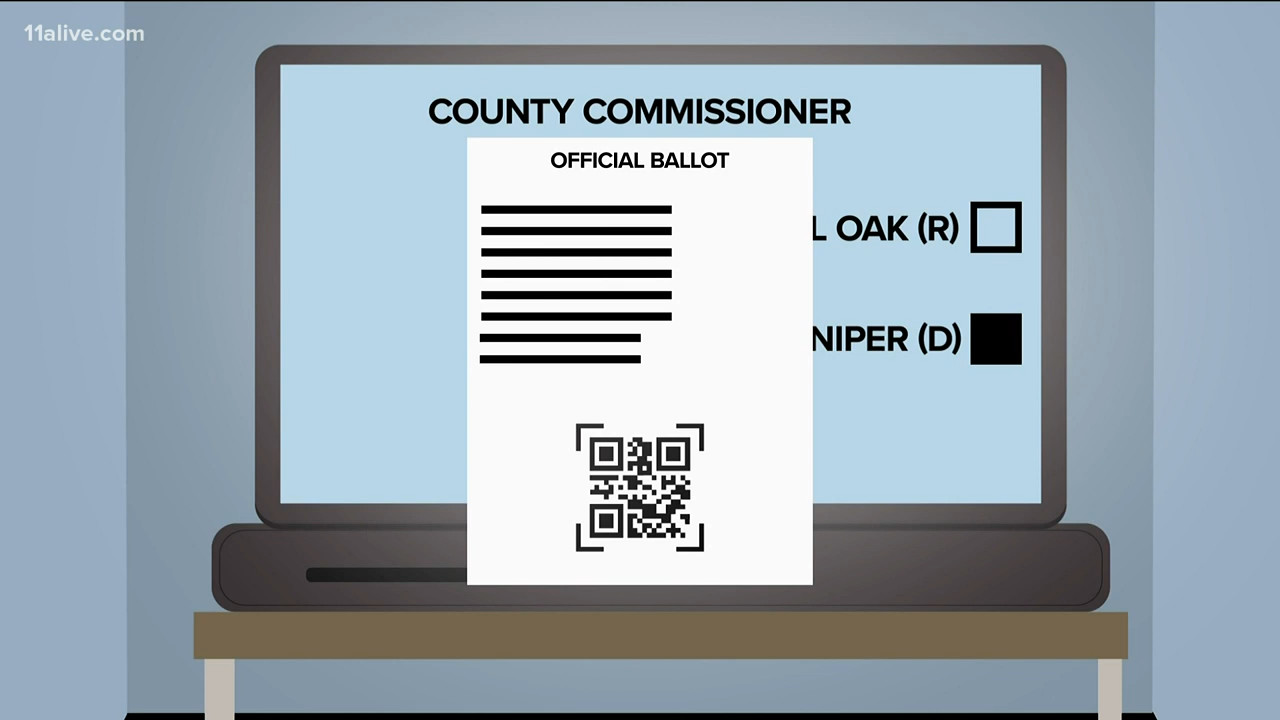 11alive.com
COUNTY COMMISSIONER
OFFICIAL BALLOT
L OAK (R)
NIPER (D)